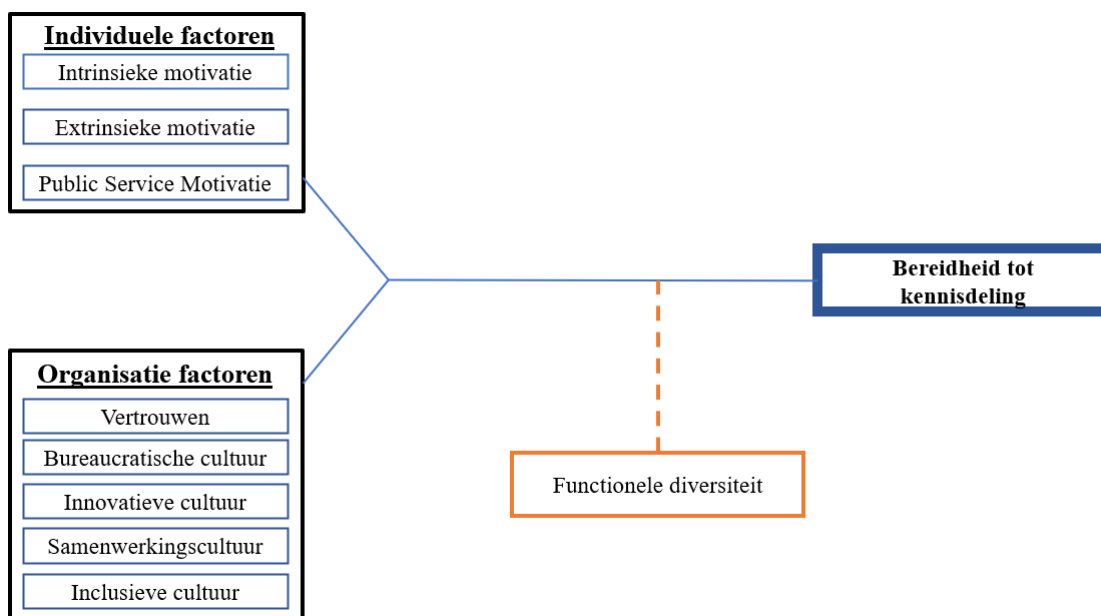 Individuele factoren
Intrinsieke motivatie
Extrinsieke motivatie
Public Service Motivatie
Bereidheid tot
kennisdeling
Organisatie factoren
Vertrouwen
Bureaucratische cultuur
Innovatieve cultuur
Samenwerkingscultuur
Inclusieve cultuur
Functionele diversiteit